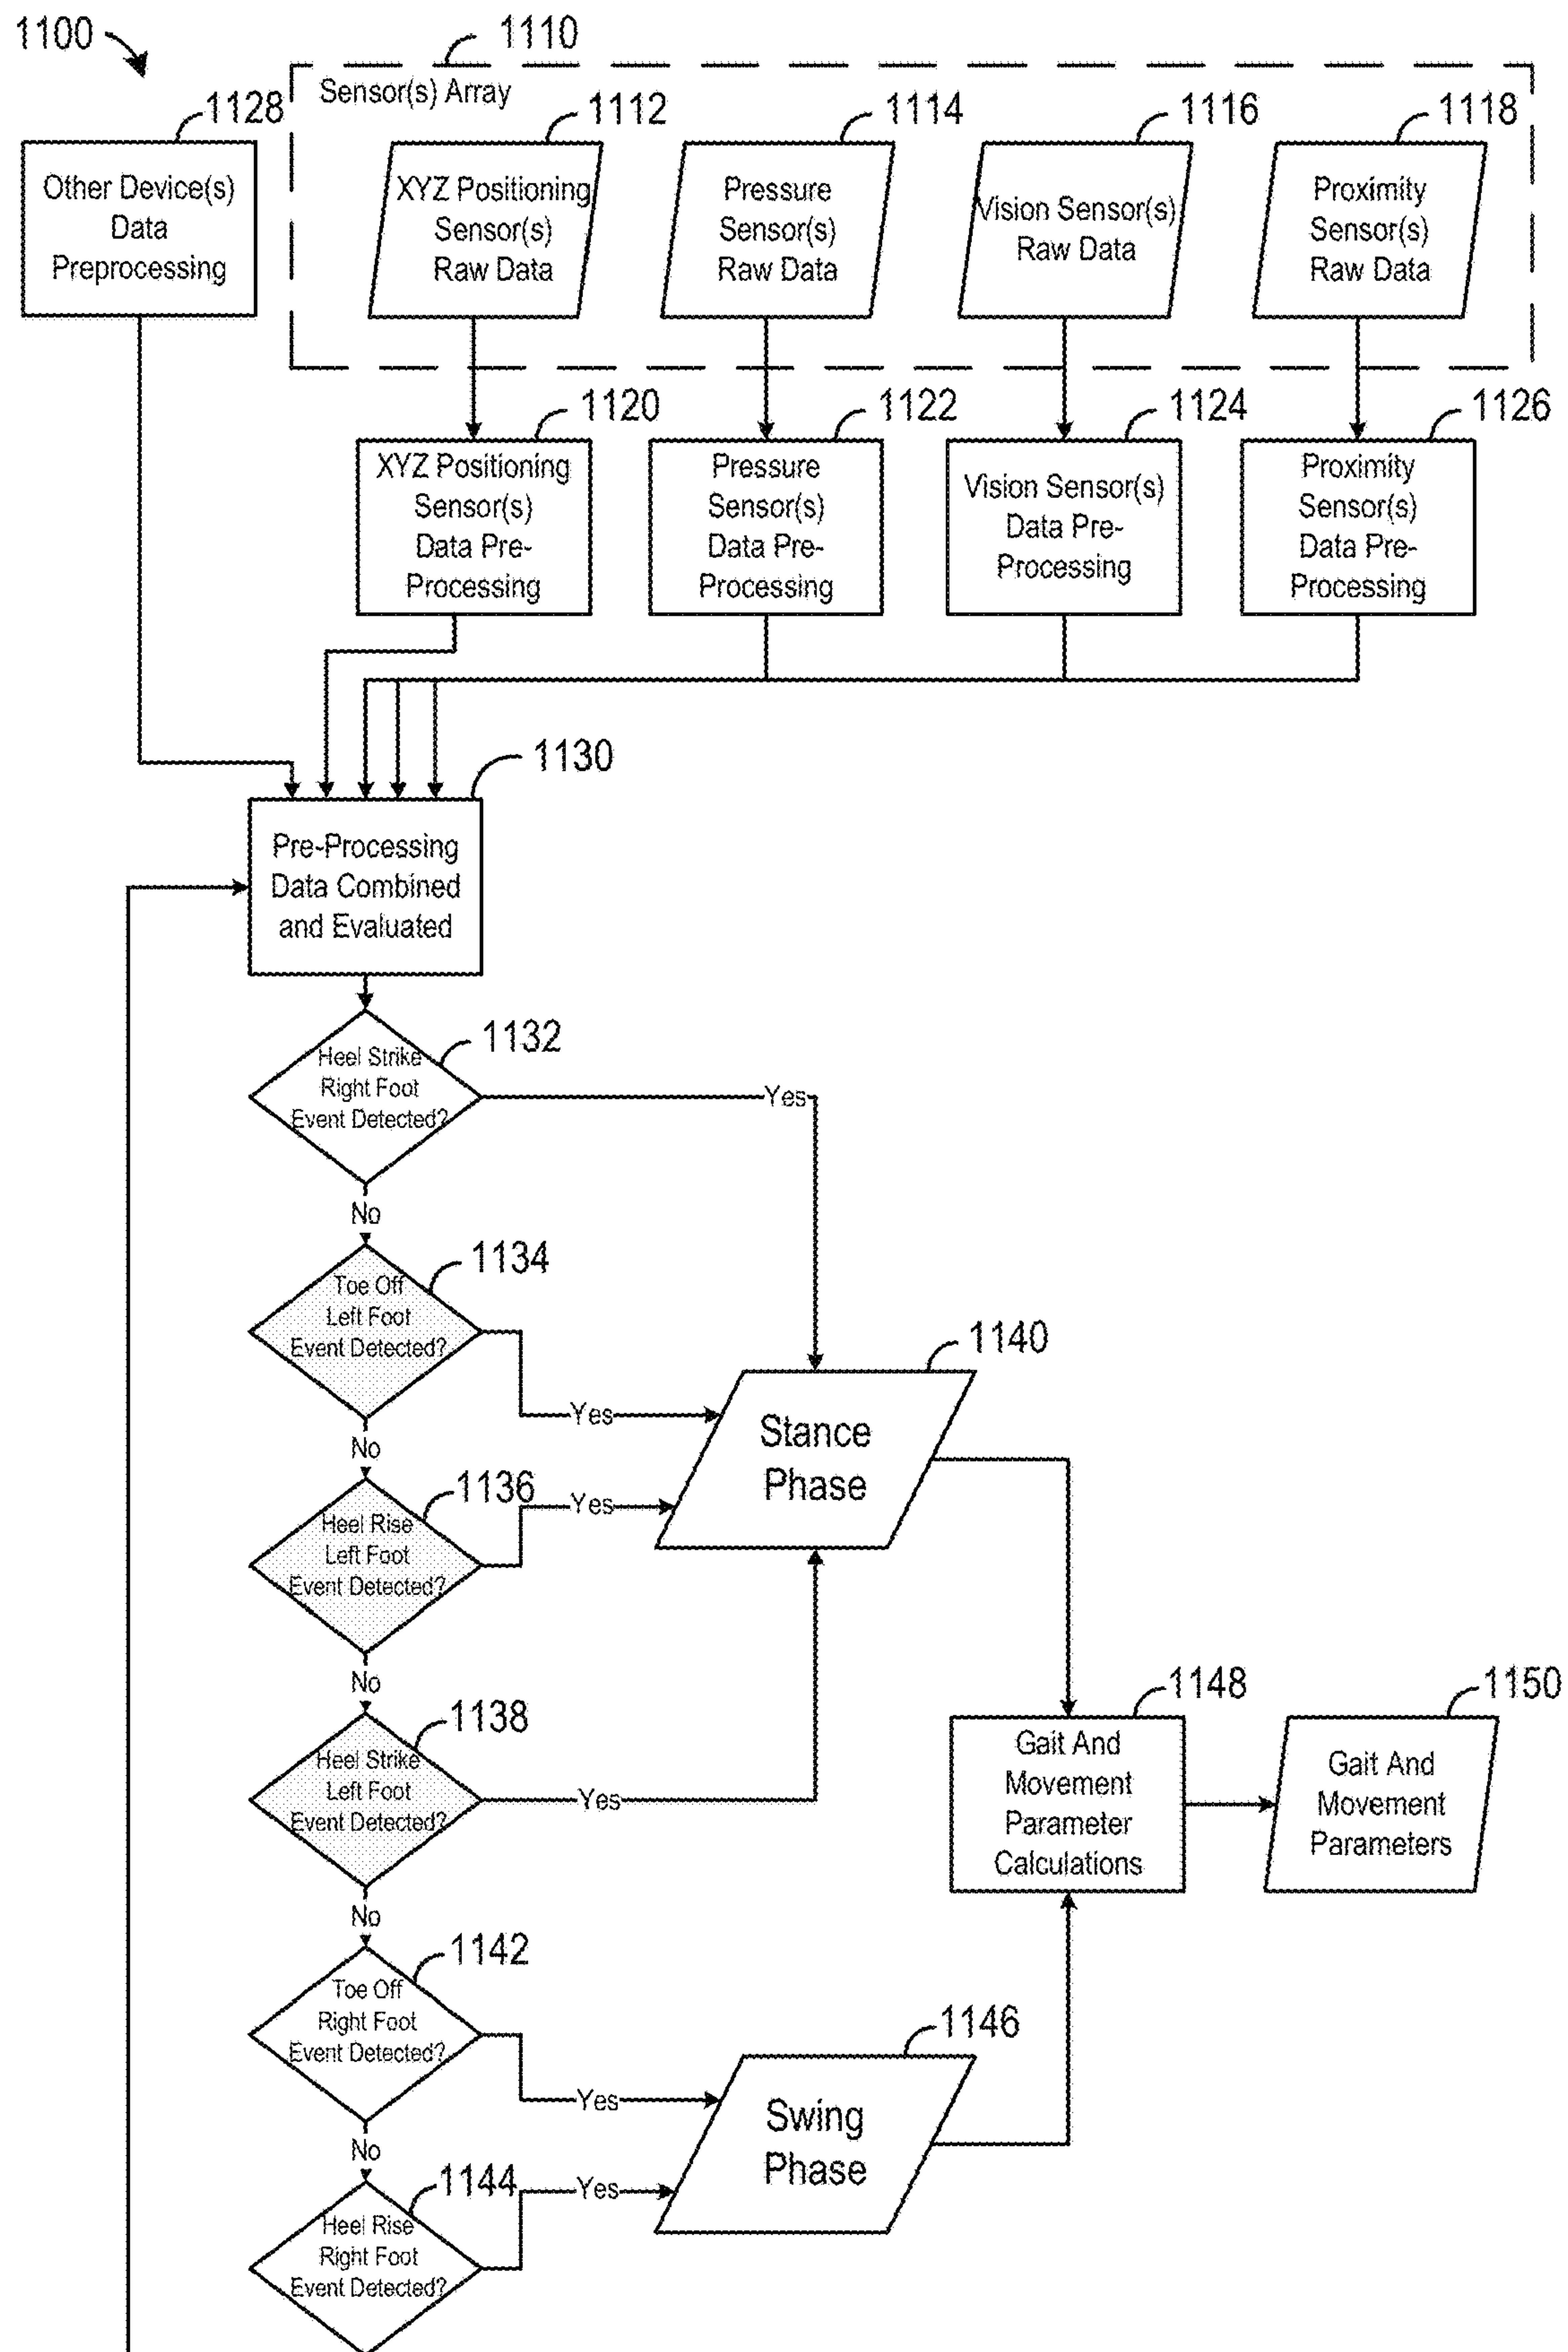 1100
1110
Sensor(s) Array
1128
1112
1114
1116
1118
Other Device(s)
Data
Preprocessing
XYZ Positioning
Sensor(s)
Raw Data
Pressure
Sensor(s)
Raw Data
Vision Sensor(s)
Raw Data
Proximity
Sensor(s)
Raw Data
1120
1122
1124
1126
XYZ Positioning
Sensor(s)
Data Pre-
Processing
Pressure
Sensor(s)
Data Pre-
Processing
Vision Sensor(s)
Data Pre-
Processing
Proximity
Sensor(s)
Data Pre-
Processing
1130
Pre-Processing
Data Combined
and Evaluated
1132
Heel Strike
Right Foot
Event Detected?
Yes
No
1134
Toe Off
Left Foot
Event Detected?
Yes
No
1140
Stance
Phase
1136
Heel Rise
Left Foot
Event Detected?
Yes
No
1138
Heel Strike
Left Foot
Event Detected?
Yes
No
1148
Gait And
Movement
Parameter
Calculations
1150
Gait And
Movement
Parameters
1142
Toe Off
Right Foot
Event Detected?
Yes
No
1146
Swing
Phase
1144
Heel Rise
Right Foot
Event Detected?
Yes